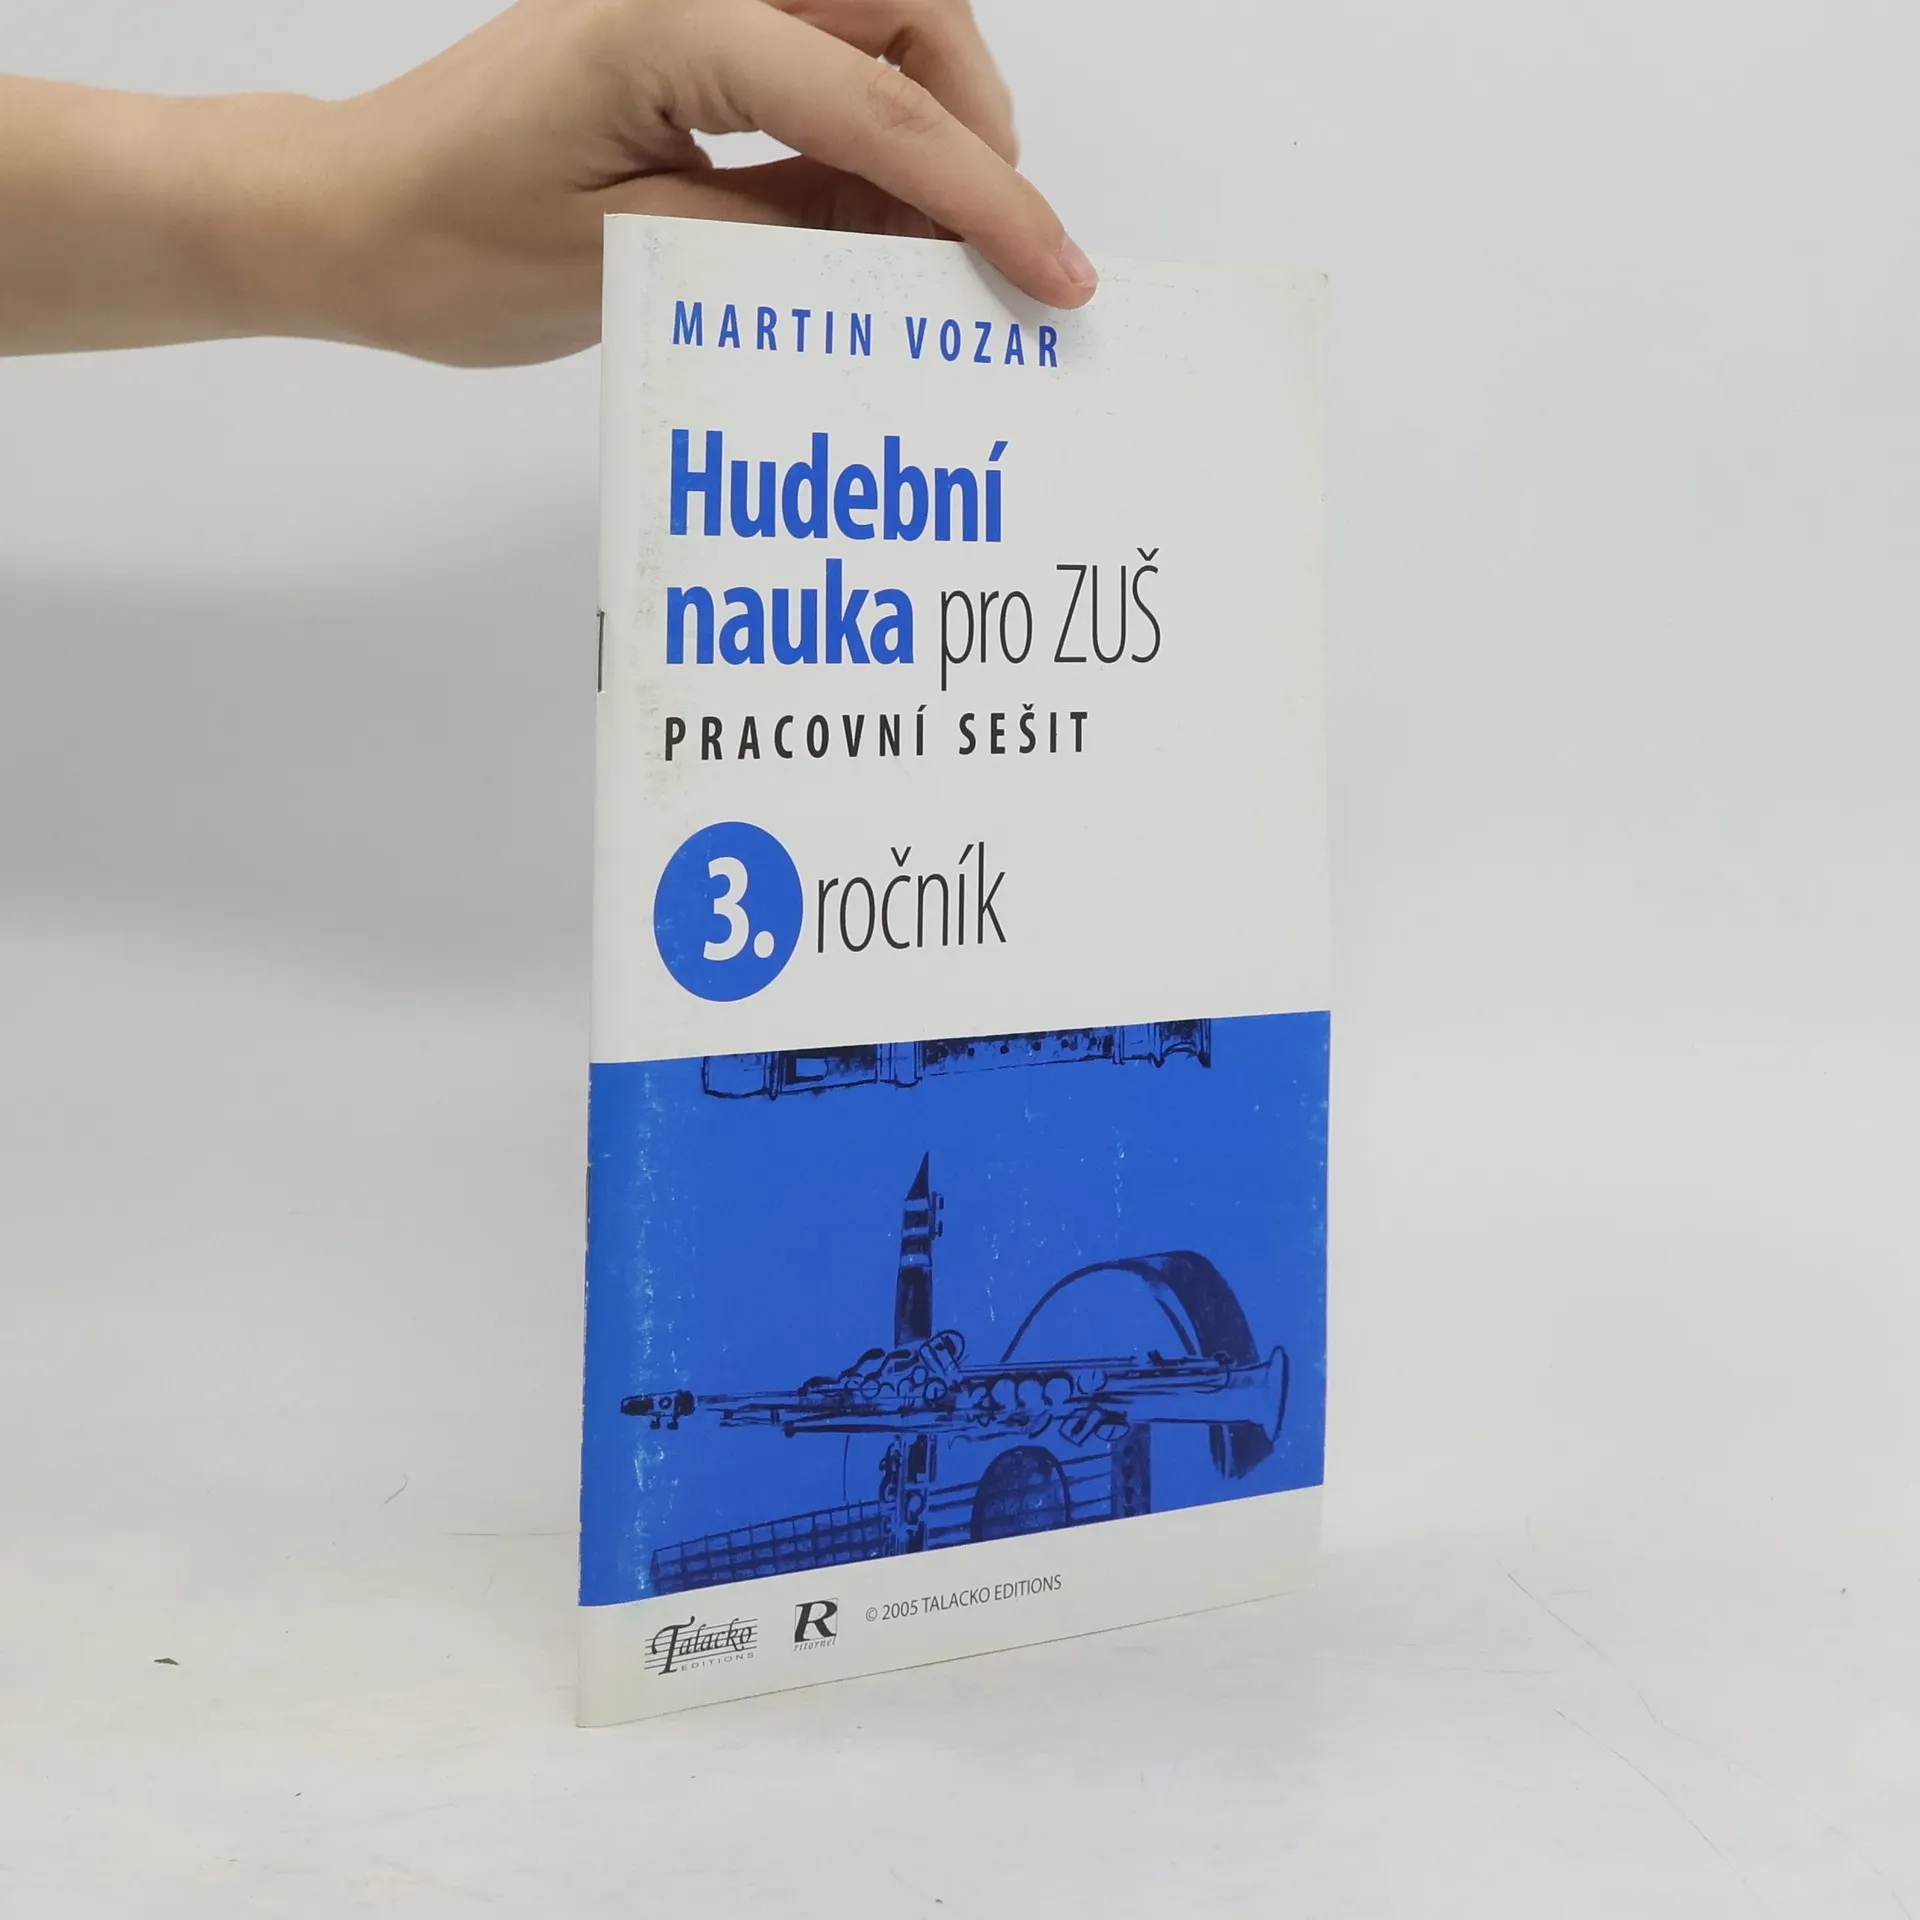 MARTIN VOZAR
Hudební
nauka pro ZUŠ
PRACOVNÍ SEŠIT
3. ročník
Talacko
EDITIONS
R
ritornel
© 2005 TALACKO EDITIONS